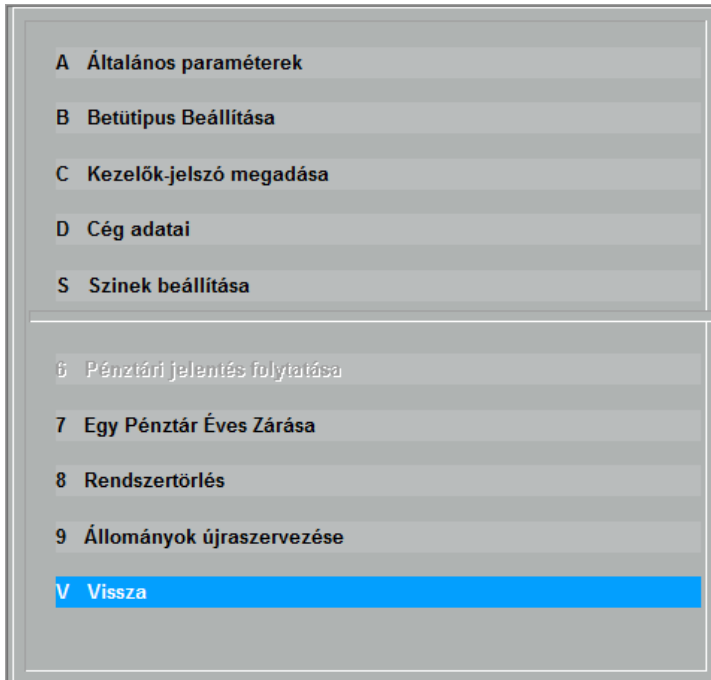 A Általános paraméterek
B Betütipus Beállítása
C Kezelők-jelszó megadása
D Cég adatai
S Szinek beállítása
6 Pénztári jelentés folytatása
7 Egy Pénztár Éves Zárása
8 Rendszertörlés
9 Állományok újraszervezése
V Vissza